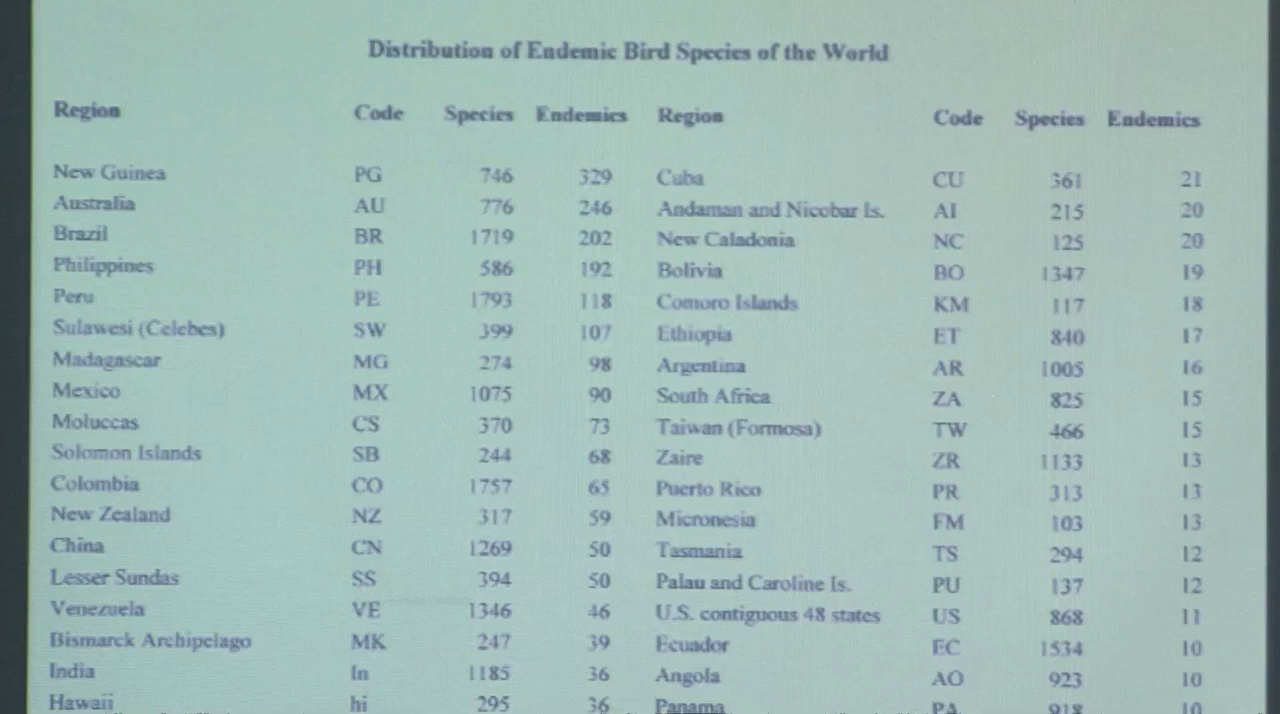 Distribution of Endemic Bird Species of the World
Region Code Species Endemics Region Code Species Endemics
New Guinea PG 746 329 Cuba CU 361 21
Australia AU 776 246 Andaman and Nicobar Is. AI 215 20
Brazil BR 1719 202 New Caladonia NC 125 20
Philippines PH 586 192 Bolivia BO 1347 19
Peru PE 1793 118 Comoro Islands KM 117 18
Sulawesi (Celebes) SW 399 107 Ethiopia ET 840 17
Madagascar MG 274 98 Argentina AR 1005 16
Mexico MX 1075 90 South Africa ZA 825 15
Moluccas CS 370 73 Taiwan (Formosa) TW 466 15
Solomon Islands SB 244 68 Zaire ZR 1133 13
Colombia CO 1757 65 Puerto Rico PR 313 13
New Zealand NZ 317 59 Micronesia FM 103 13
China CN 1269 50 Tasmania TS 294 12
Lesser Sundas SS 394 50 Palau and Caroline Is. PU 137 12
Venezuela VE 1346 46 U.S. contiguous 48 states US 868 11
Bismarck Archipelago MK 247 39 Ecuador EC 1534 10
India In 1185 36 Angola AO 923 10
Hawaii hi 295 36 Panama PA 918 10